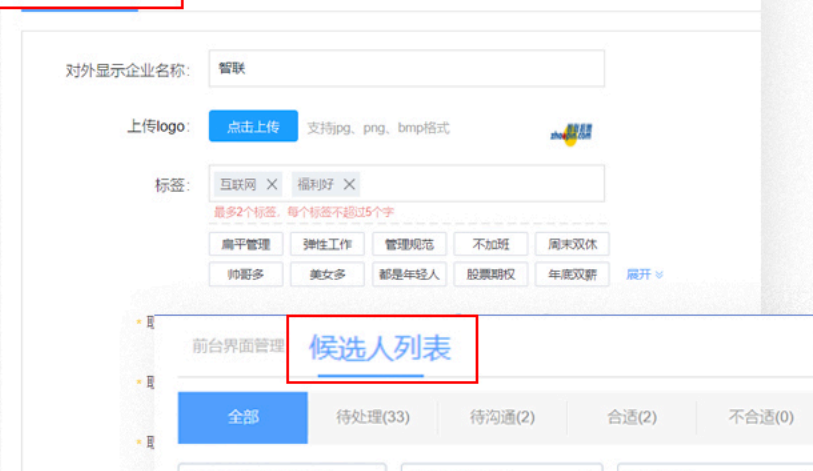 对外显示企业名称: 智联
上传logo: 点击上传 支持jpg、png、bmp格式
zhaopin.com
标签: 互联网 × 福利好 ×
最多2个标签，每个标签不超过5个字
扁平管理 弹性工作 管理规范 不加班 周末双休
帅哥多 美女多 都是年轻人 股票期权 年底双薪 展开
前台界面管理 候选人列表
全部 待处理(33) 待沟通(2) 合适(2) 不合适(0)